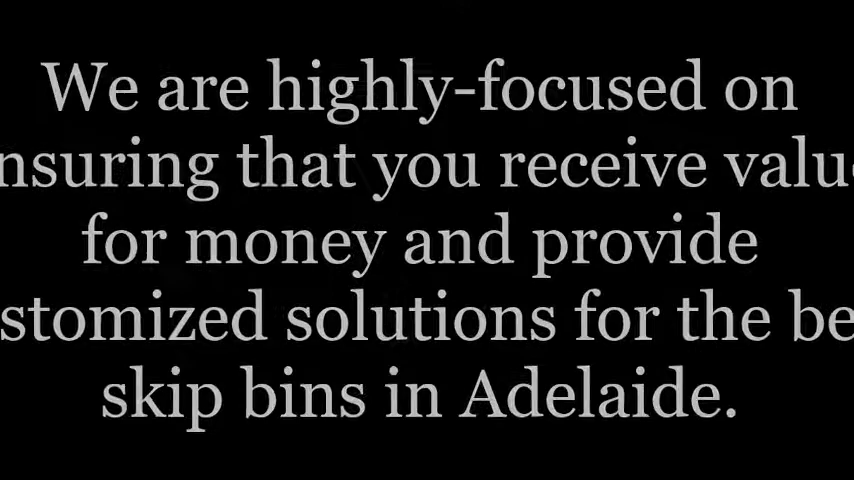 We are highly-focused on
nsuring that you receive valu
for money and provide
stomized solutions for the be
skip bins in Adelaide.